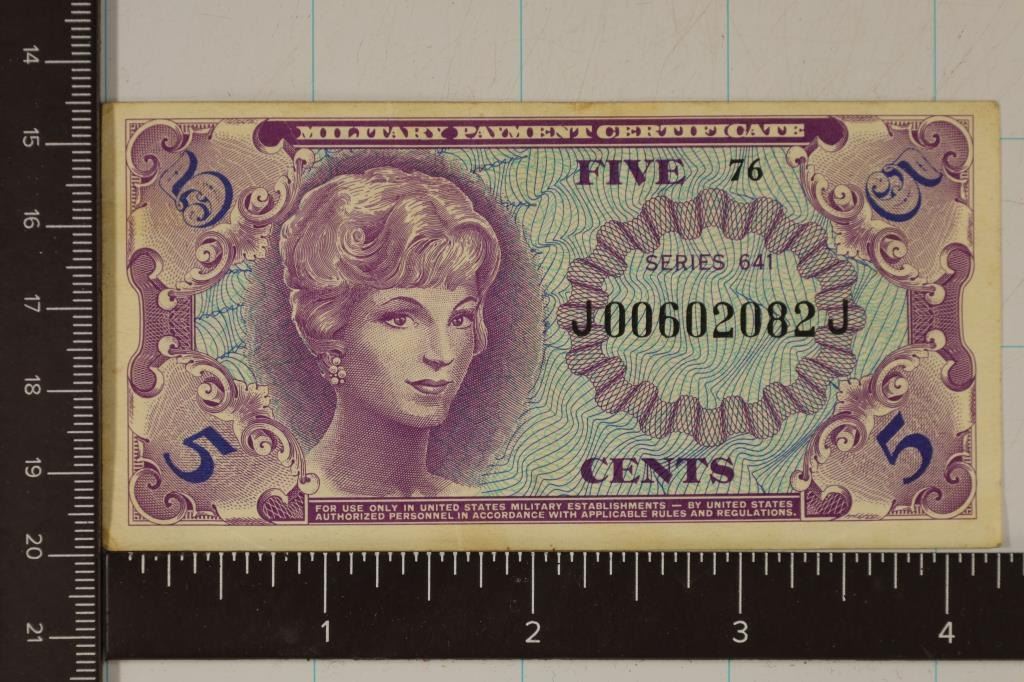 MILITARY PAYMENT CERTIFICATE
5
FIVE 76
5
SERIES 641
J00602082J
5
CENTS
5
FOR USE ONLY IN UNITED STATES MILITARY ESTABLISHMENTS — BY UNITED STATES
AUTHORIZED PERSONNEL IN ACCORDANCE WITH APPLICABLE RULES AND REGULATIONS.
14
15
16
17
18
19
20
21
1 2 3 4